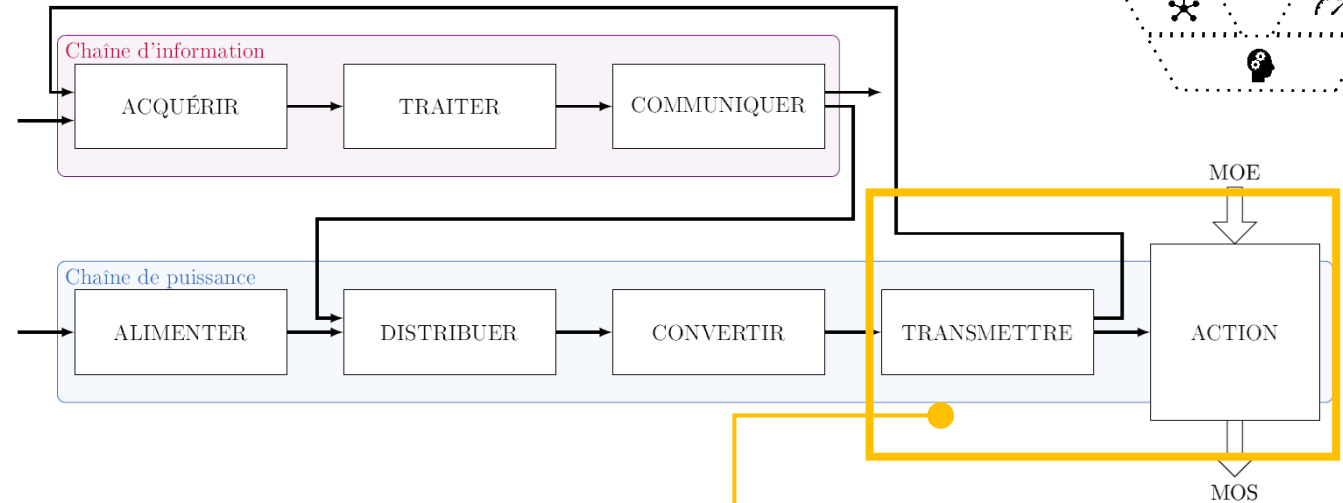 Chaîne d'information
ACQUÉRIR
TRAITER
COMMUNIQUER
MOE
Chaîne de puissance
ALIMENTER
DISTRIBUER
CONVERTIR
TRANSMETTRE
ACTION
MOS